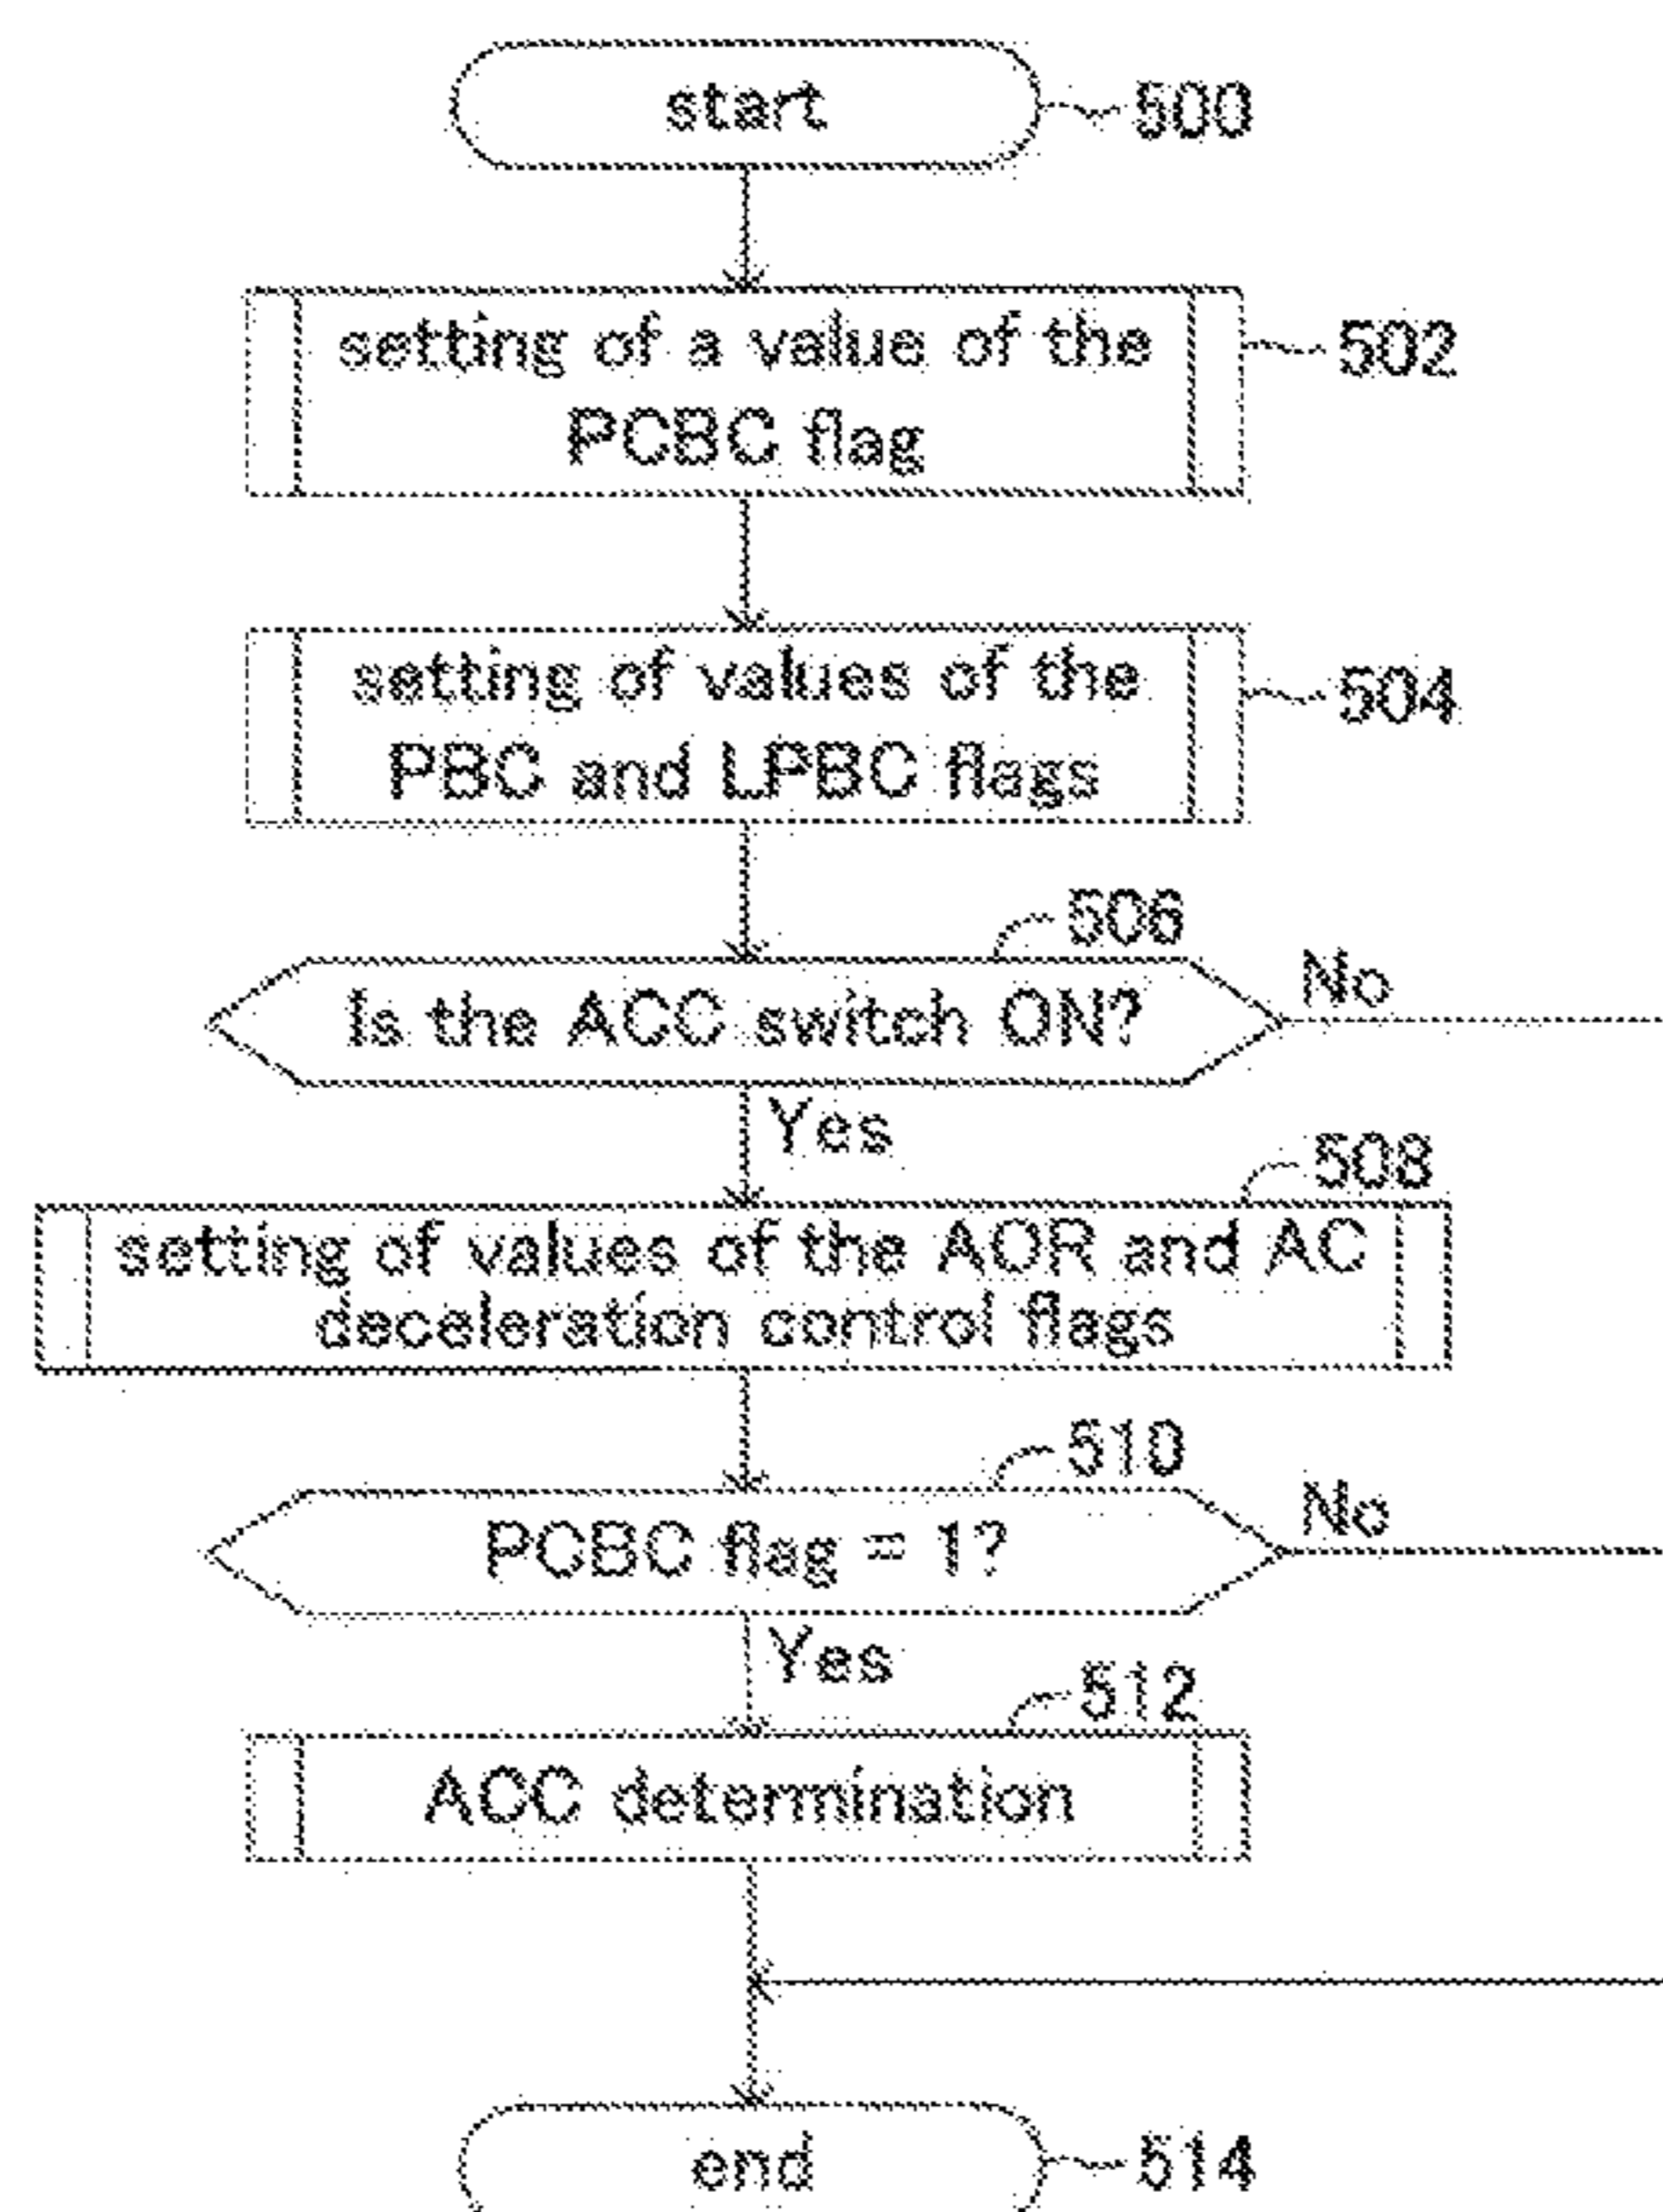 start
500
setting of a value of the
PCBC flag
502
setting of values of the
PBC and LPBC flags
504
506
Is the ACC switch ON?
No
Yes
508
setting of values of the AOR and AC
deceleration control flags
510
PCBC flag = 1?
No
Yes
512
ACC determination
end
514